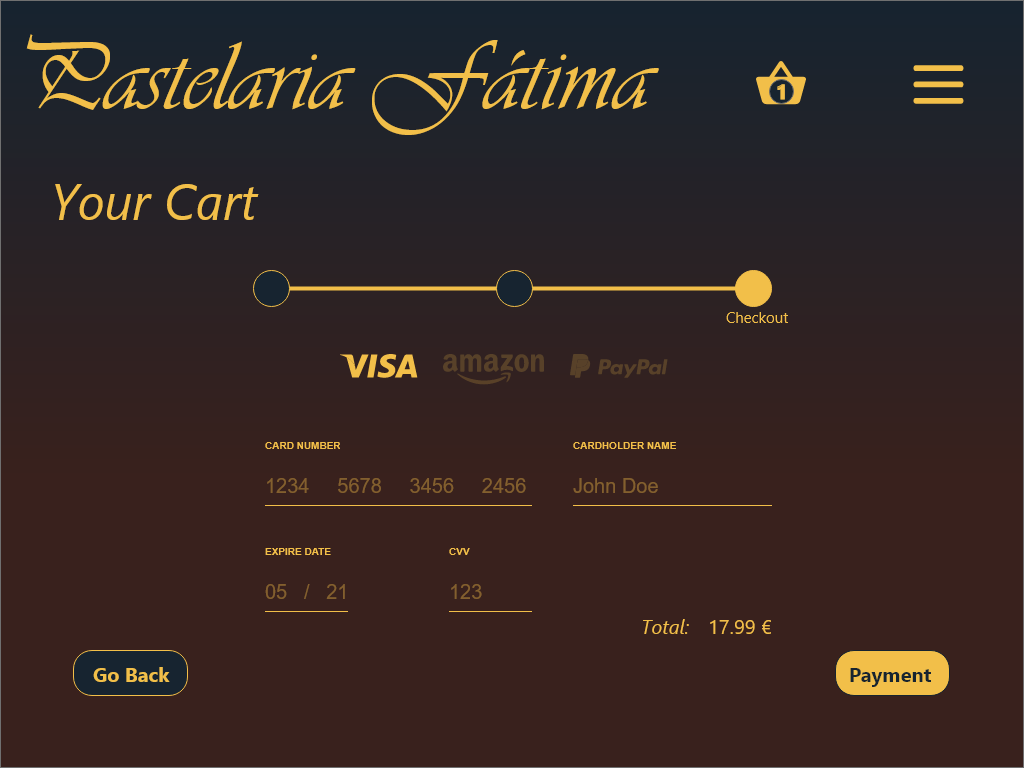 Pastelaria Fátima
1
Your Cart
Checkout
VISA amazon PayPal
CARD NUMBER CARDHOLDER NAME
1234 5678 3456 2456 John Doe
EXPIRE DATE CVV
05 / 21 123
Total: 17.99 €
Go Back Payment